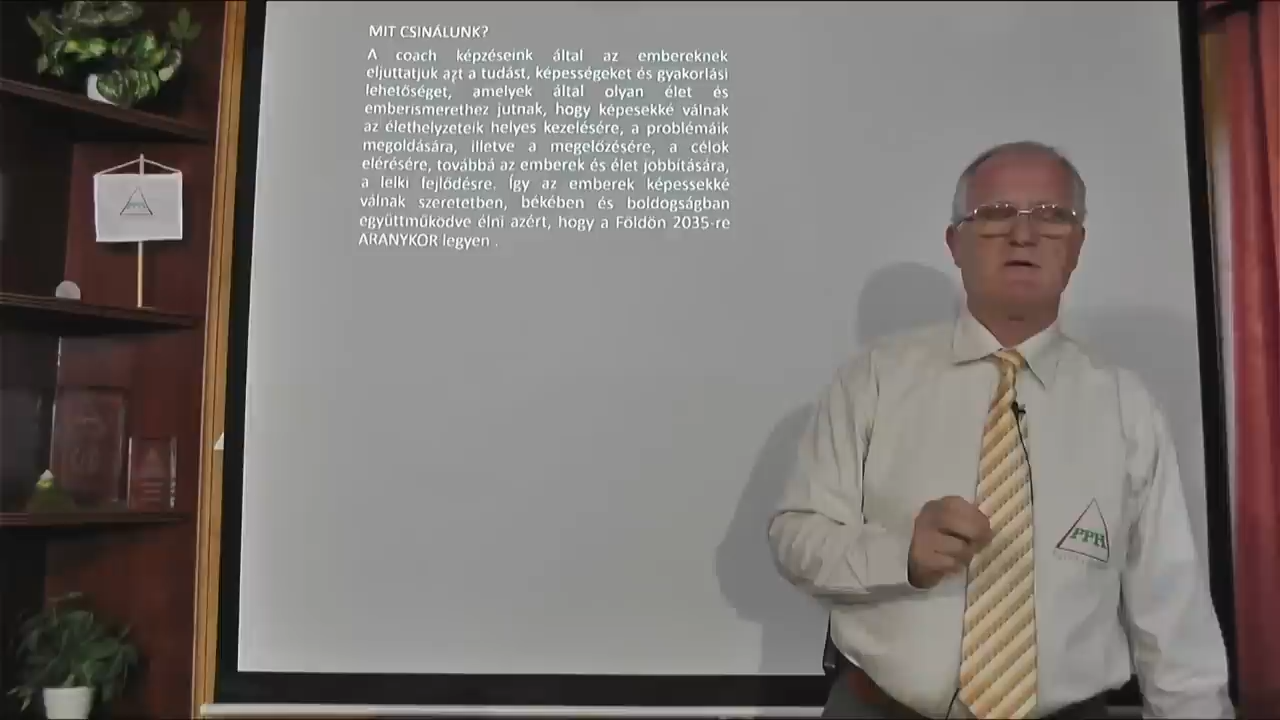 MIT CSINÁLUNK?
A coach képzéseink által az embereknek
eljuttatjuk azt a tudást, képességeket és gyakorlási
lehetőséget, amelyek által olyan élet és
emberismerethez jutnak, hogy képesekké válnak
az élethelyzeteik helyes kezelésére, a problémáik
megoldására, illetve a megelőzésére, a célok
elérésére, továbbá az emberek és élet jobbítására,
a lelki fejlődésre. Így az emberek képessekké
válnak szeretetben, békében és boldogságban
együttműködve élni azért, hogy a Földön 2035-re
ARANYKOR legyen .
PPH